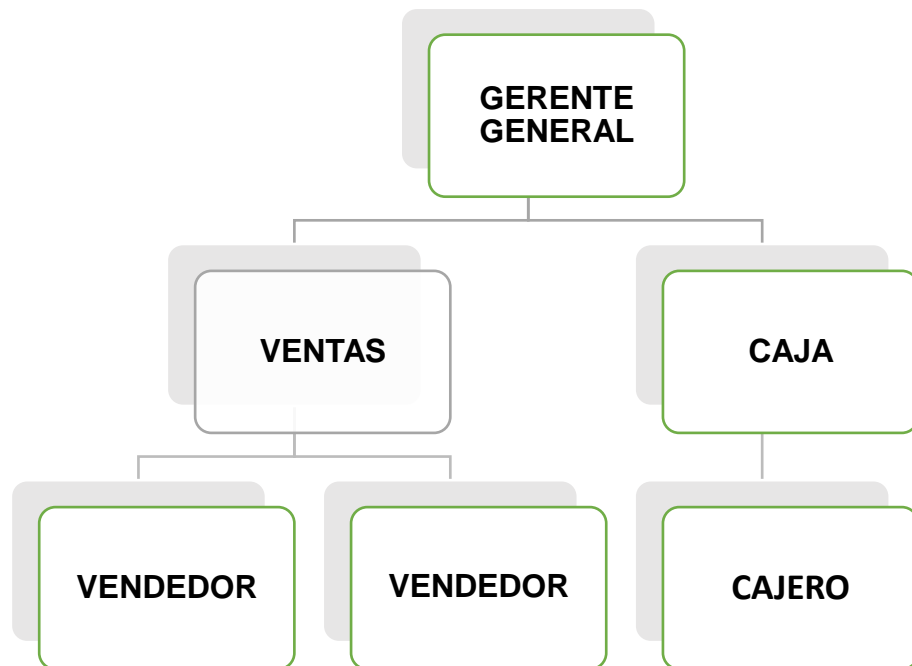 GERENTE
GENERAL
VENTAS
CAJA
VENDEDOR
VENDEDOR
CAJERO